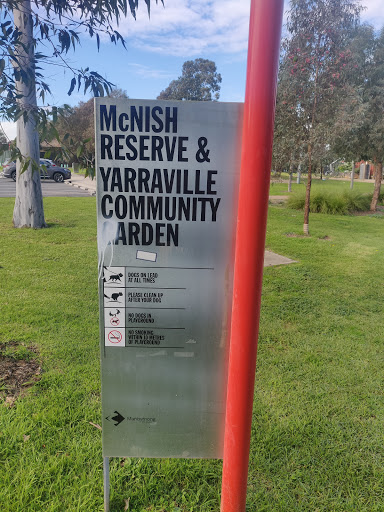 McNISH
RESERVE &
YARRAVILLE
COMMUNITY
ARDEN
DOGS ON LEAD
AT ALL TIMES
PLEASE CLEAN UP
AFTER YOUR DOG
NO DOGS IN
PLAYGROUND
NO SMOKING
WITHIN 10 METRES
OF PLAYGROUND